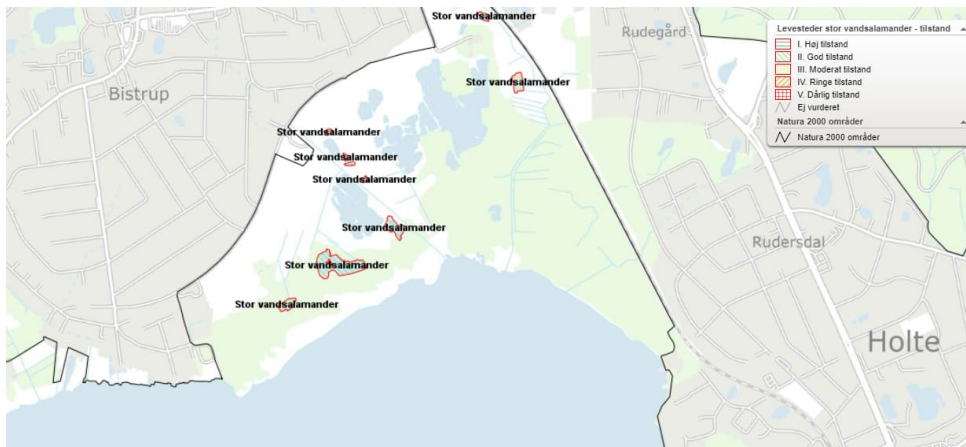 Stor vandsalamander
Rudegård
Levesteder stor vandsalamander - tilstand
I. Høj tilstand
II. God tilstand
III. Moderat tilstand
IV. Ringe tilstand
V. Dårlig tilstand
Ej vurderet
Natura 2000 områder
Natura 2000 områder
Stor vandsalamander
Bistrup
Stor vandsalamander
Stor vandsalamander
Stor vandsalamander
Stor vandsalamander
Rudersdal
Stor vandsalamander
Stor vandsalamander
Holte